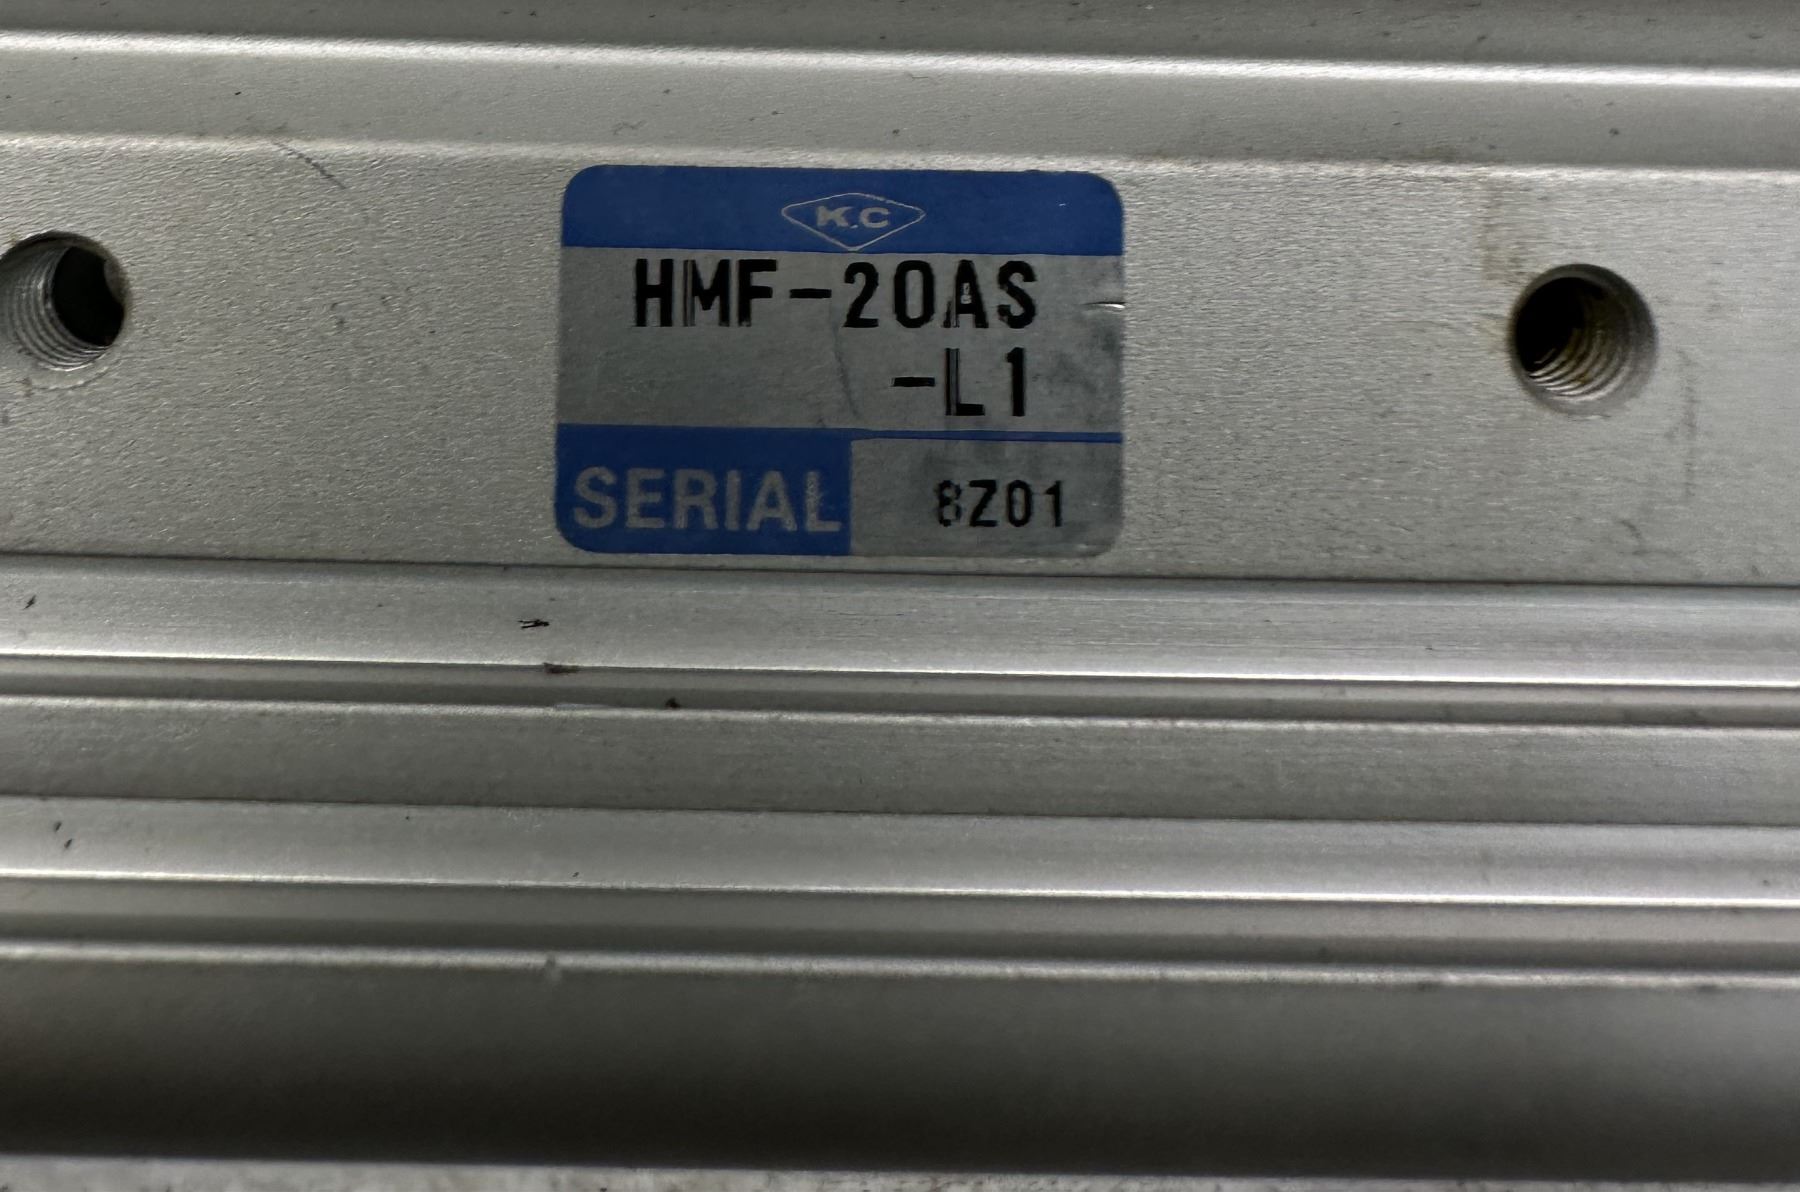 K.C
HMF-20AS
-L1
SERIAL 8Z01